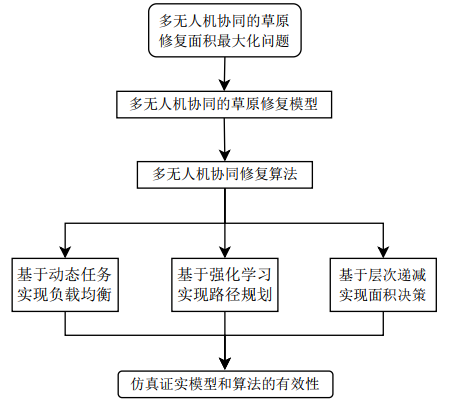 多无人机协同的草原
修复面积最大化问题
多无人机协同的草原修复模型
多无人机协同修复算法
基于动态任务
实现负载均衡
基于强化学习
实现路径规划
基于层次递减
实现面积决策
仿真证实模型和算法的有效性